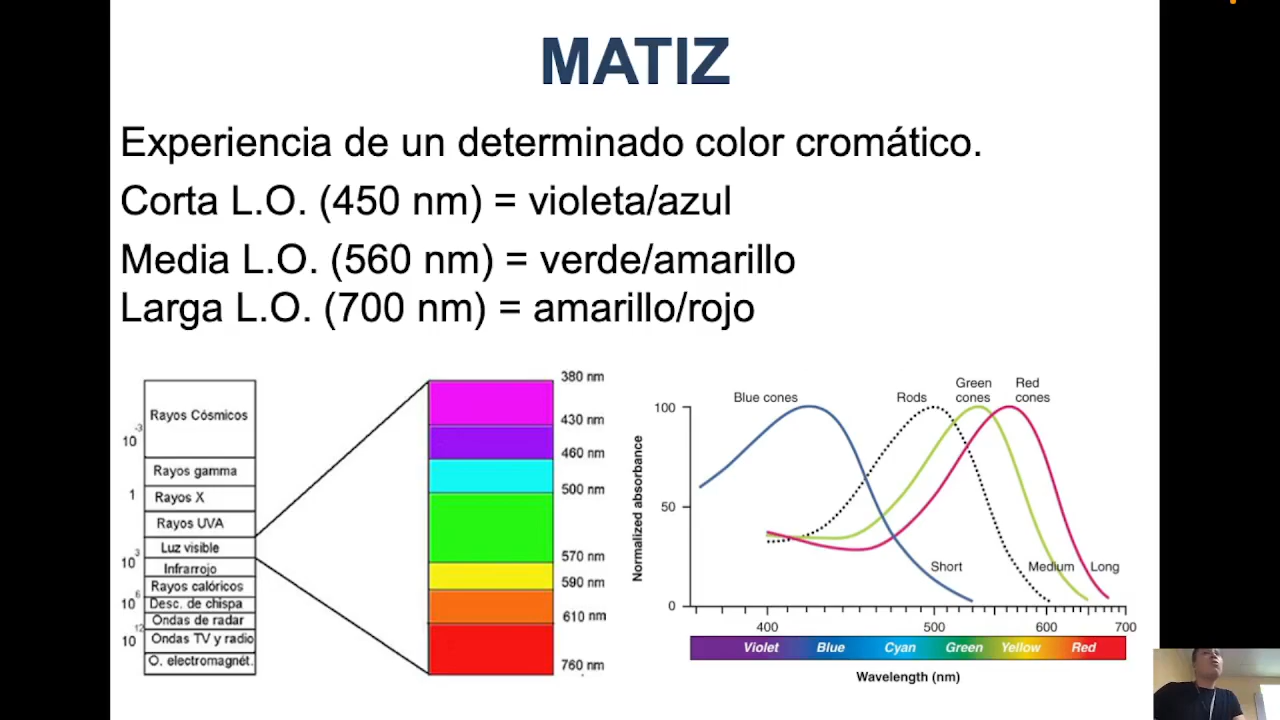 MATIZ
Experiencia de un determinado color cromático.
Corta L.O. (450 nm) = violeta/azul
Media L.O. (560 nm) = verde/amarillo
Larga L.O. (700 nm) = amarillo/rojo
10-3
1
10 3
10 6
10 12
Rayos Cósmicos
Rayos gamma
Rayos X
Rayos UVA
Luz visible
Infrarrojo
Rayos calóricos
Desc. de chispa
Ondas de radar
Ondas TV y radio
O. electromagnét.
380 nm
430 nm
460 nm
500 nm
570 nm
590 nm
610 nm
760 nm
Normalized absorbance
100
50
0
Blue cones
Rods
Green
cones
Red
cones
Short
Medium
Long
400
500
600
700
Violet
Blue
Cyan
Green
Yellow
Red
Wavelength (nm)